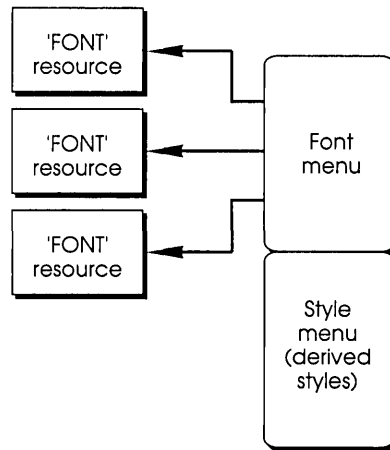 'FONT'
resource
'FONT'
resource
'FONT'
resource
Font
menu
Style
menu
(derived
styles)